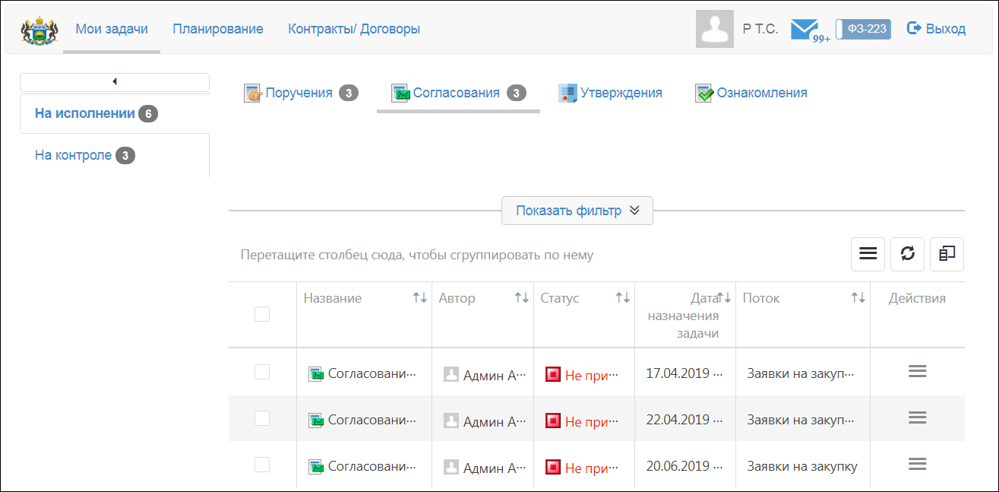 Мои задачи Планирование Контракты/ Договоры Р Т.С. 99+ ФЗ-223 Выход
На исполнении 6
На контроле 3
Поручения 3 Согласования 3 Утверждения Ознакомления
Показать фильтр
Перетащите столбец сюда, чтобы сгруппировать по нему
Название Автор Статус Дата назначения задачи Поток Действия
Согласовани... Админ А... Не при... 17.04.2019 ... Заявки на закуп...
Согласовани... Админ А... Не при... 22.04.2019 ... Заявки на закуп...
Согласовани... Админ А... Не при... 20.06.2019 ... Заявки на закупку